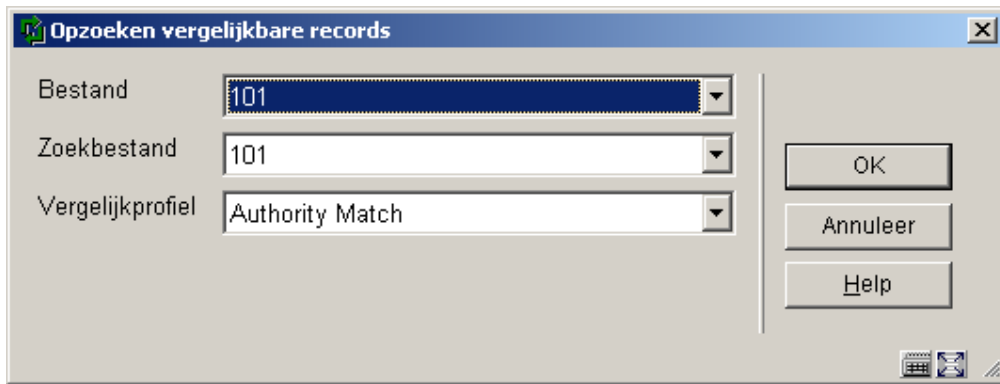 Opzoeken vergelijkbare records
Bestand 101
Zoekbestand 101
Vergelijkprofiel Authority Match
OK
Annuleer
Help